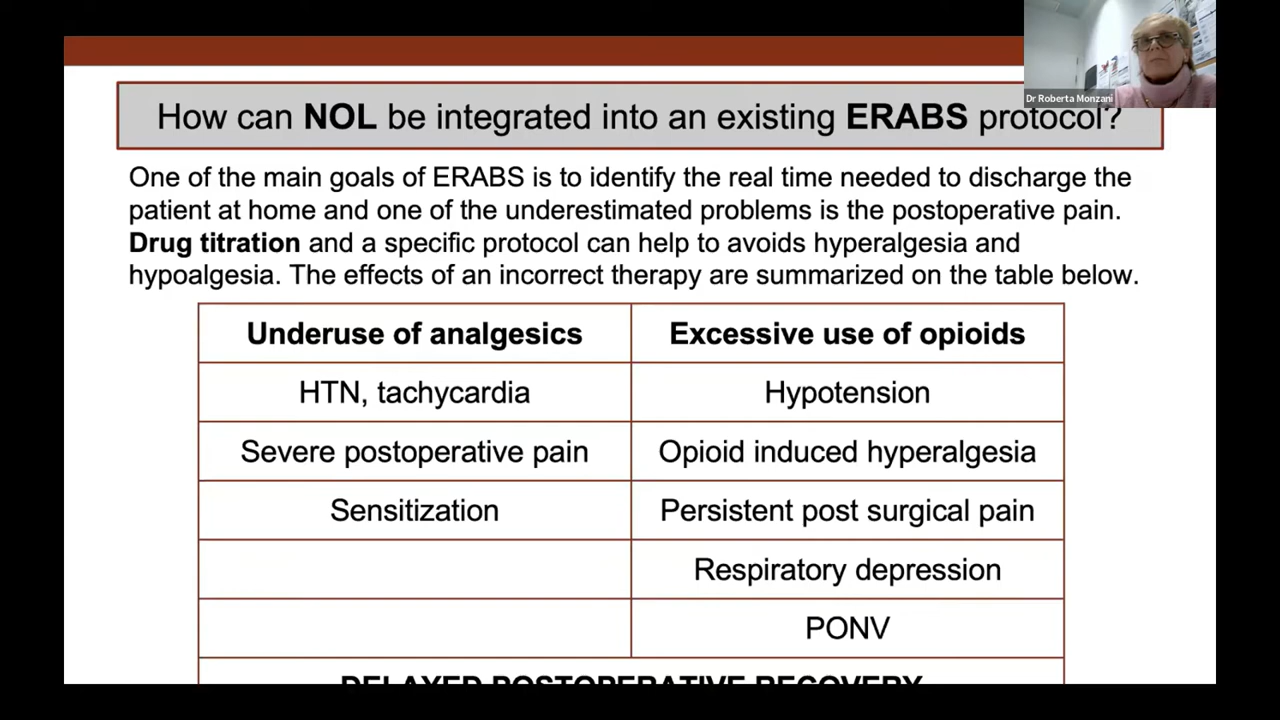 Dr Roberta Monzani
How can NOL be integrated into an existing ERABS protocol?
One of the main goals of ERABS is to identify the real time needed to discharge the
patient at home and one of the underestimated problems is the postoperative pain.
Drug titration and a specific protocol can help to avoids hyperalgesia and
hypoalgesia. The effects of an incorrect therapy are summarized on the table below.
Underuse of analgesics
Excessive use of opioids
HTN, tachycardia
Hypotension
Severe postoperative pain
Opioid induced hyperalgesia
Sensitization
Persistent post surgical pain
Respiratory depression
PONV
DELAYED POSTOPERATIVE RECOVERY